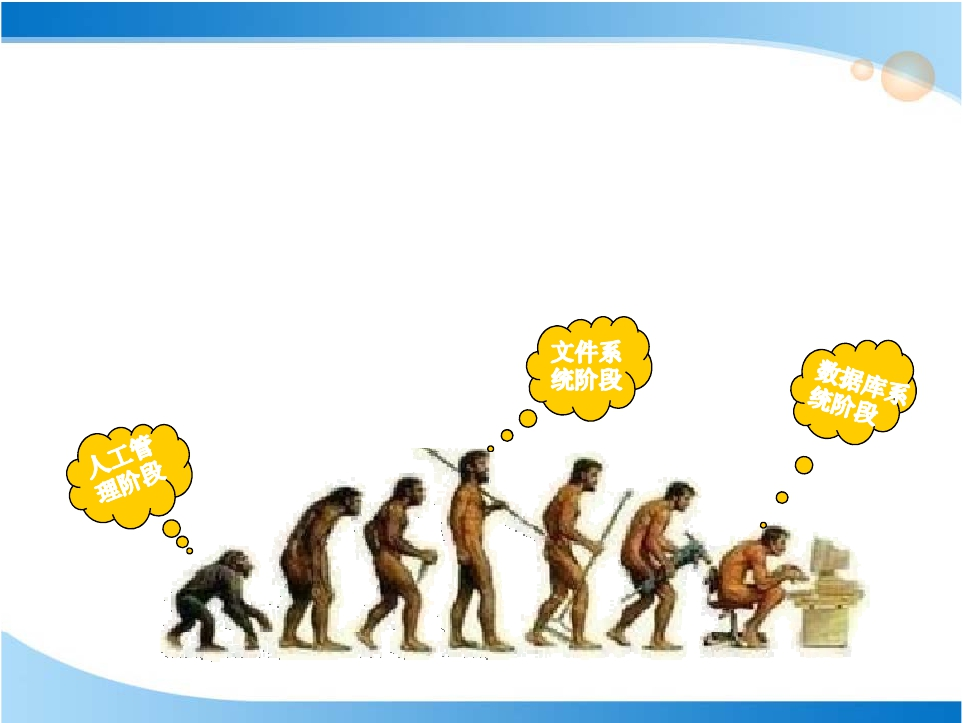 人工管
理阶段
文件系
统阶段
数据库系
统阶段